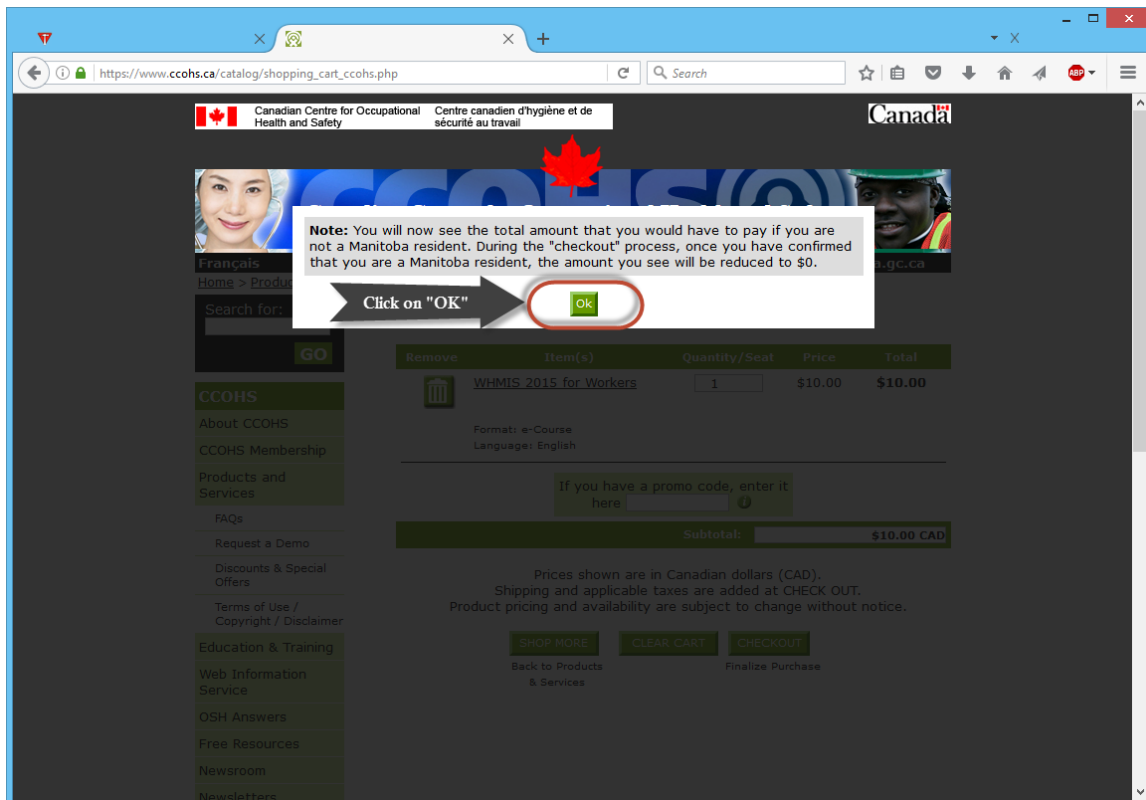 https://www.ccohs.ca/catalog/shopping_cart_ccohs.php
Search
ABP
Canadian Centre for Occupational Health and Safety
Centre canadien d'hygiène et de sécurité au travail
Canada
Note: You will now see the total amount that you would have to pay if you are
not a Manitoba resident. During the "checkout" process, once you have confirmed
that you are a Manitoba resident, the amount you see will be reduced to $0.
Click on "OK"
Ok
Français
a.gc.ca
Home >
Search for:
GO
Remove Item(s) Quantity/Seat Price Total
WHMIS 2015 for Workers 1 $10.00 $10.00
Format: e-Course
Language: English
If you have a promo code, enter it
here
Subtotal: $10.00 CAD
Prices shown are in Canadian dollars (CAD).
Shipping and applicable taxes are added at CHECK OUT.
Product pricing and availability are subject to change without notice.
SHOP MORE CLEAR CART CHECKOUT
Back to Products
& Services
Finalize Purchase
CCOHS
About CCOHS
CCOHS Membership
Products and
Services
FAQs
Request a Demo
Discounts & Special
Offers
Terms of Use /
Copyright / Disclaimer
Education & Training
Web Information
Service
OSH Answers
Free Resources
Newsroom
Newsletters